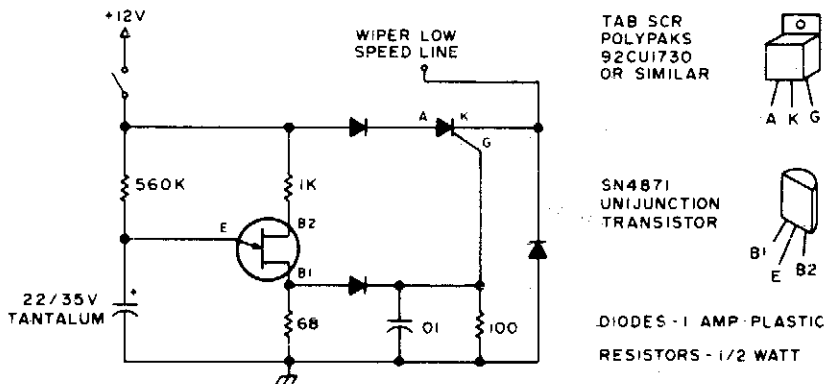 +12V
WIPER LOW
SPEED LINE
TAB SCR
POLYPAKS
92CU1730
OR SIMILAR
A K G
A K
G
560K
1K
B2
E
B1
SN4871
UNIJUNCTION
TRANSISTOR
B1
E
B2
22/35V
TANTALUM
+
68
.01
100
DIODES - 1 AMP PLASTIC
RESISTORS - 1/2 WATT